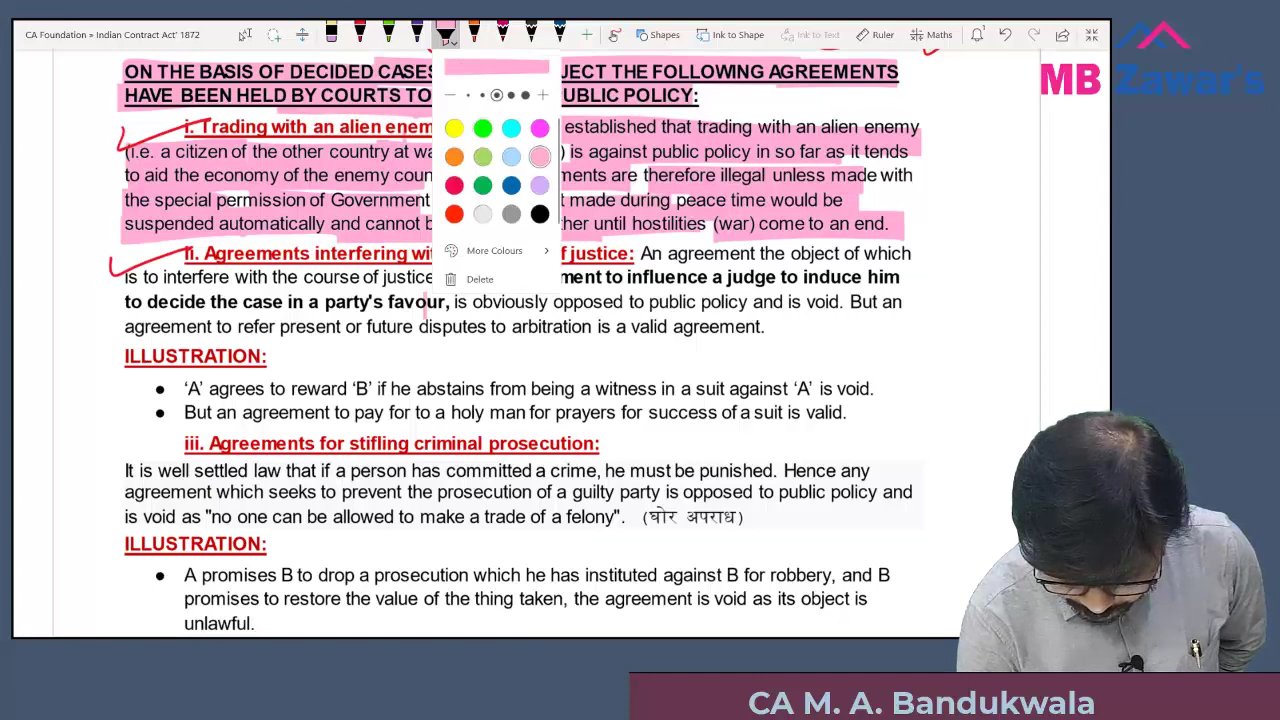 CA Foundation » Indian Contract Act' 1872
Shapes
Ink to Shape
Ink to Text
Ruler
Maths
MB Zawar's
ON THE BASIS OF DECIDED CASES JECT THE FOLLOWING AGREEMENTS
HAVE BEEN HELD BY COURTS TO PUBLIC POLICY:
i. Trading with an alien enem established that trading with an alien enemy
(i.e. a citizen of the other country at wa ) is against public policy in so far as it tends
to aid the economy of the enemy coun ments are therefore illegal unless made with
the special permission of Government t made during peace time would be
suspended automatically and cannot b ther until hostilities (war) come to an end.
ii. Agreements interfering wit f justice: An agreement the object of which
is to interfere with the course of justice ment to influence a judge to induce him
to decide the case in a party's favour, is obviously opposed to public policy and is void. But an
agreement to refer present or future disputes to arbitration is a valid agreement.
More Colours
Delete
ILLUSTRATION:
● 'A' agrees to reward 'B' if he abstains from being a witness in a suit against 'A' is void.
● But an agreement to pay for to a holy man for prayers for success of a suit is valid.
iii. Agreements for stifling criminal prosecution:
It is well settled law that if a person has committed a crime, he must be punished. Hence any
agreement which seeks to prevent the prosecution of a guilty party is opposed to public policy and
is void as "no one can be allowed to make a trade of a felony". (घोर अपराध)
ILLUSTRATION:
● A promises B to drop a prosecution which he has instituted against B for robbery, and B
promises to restore the value of the thing taken, the agreement is void as its object is
unlawful.
CA M. A. Bandukwala